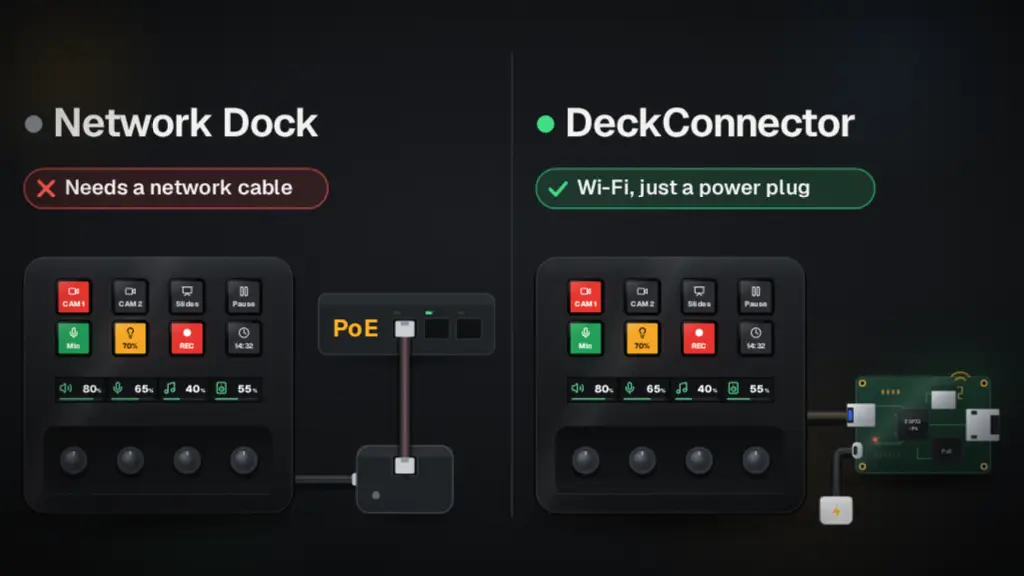 Network Dock
Needs a network cable
CAM 1
CAM 2
Slides
Pause
Mic
70%
REC
14:32
80%
65%
40%
55%
PoE
DeckConnector
Wi-Fi, just a power plug
CAM 1
CAM 2
Slides
Pause
Mic
70%
REC
14:32
80%
65%
40%
55%
PoE